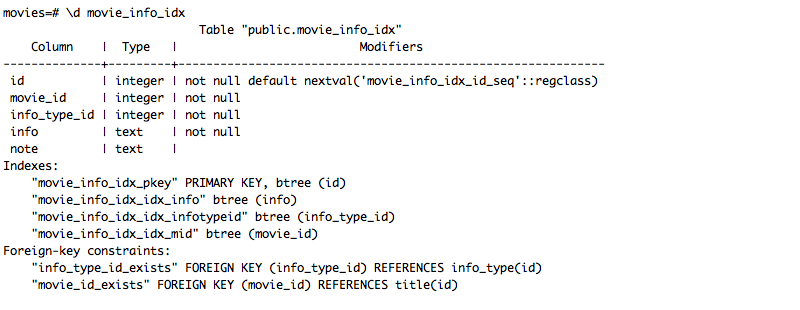 movies=# \d movie_info_idx
Table "public.movie_info_idx"
Column | Type | Modifiers
--------------+---------+-------------------------------------------------------------
id | integer | not null default nextval('movie_info_idx_id_seq'::regclass)
movie_id | integer | not null
info_type_id | integer | not null
info | text | not null
note | text |
Indexes:
"movie_info_idx_pkey" PRIMARY KEY, btree (id)
"movie_info_idx_idx_info" btree (info)
"movie_info_idx_idx_infotypeid" btree (info_type_id)
"movie_info_idx_idx_mid" btree (movie_id)
Foreign-key constraints:
"info_type_id_exists" FOREIGN KEY (info_type_id) REFERENCES info_type(id)
"movie_id_exists" FOREIGN KEY (movie_id) REFERENCES title(id)